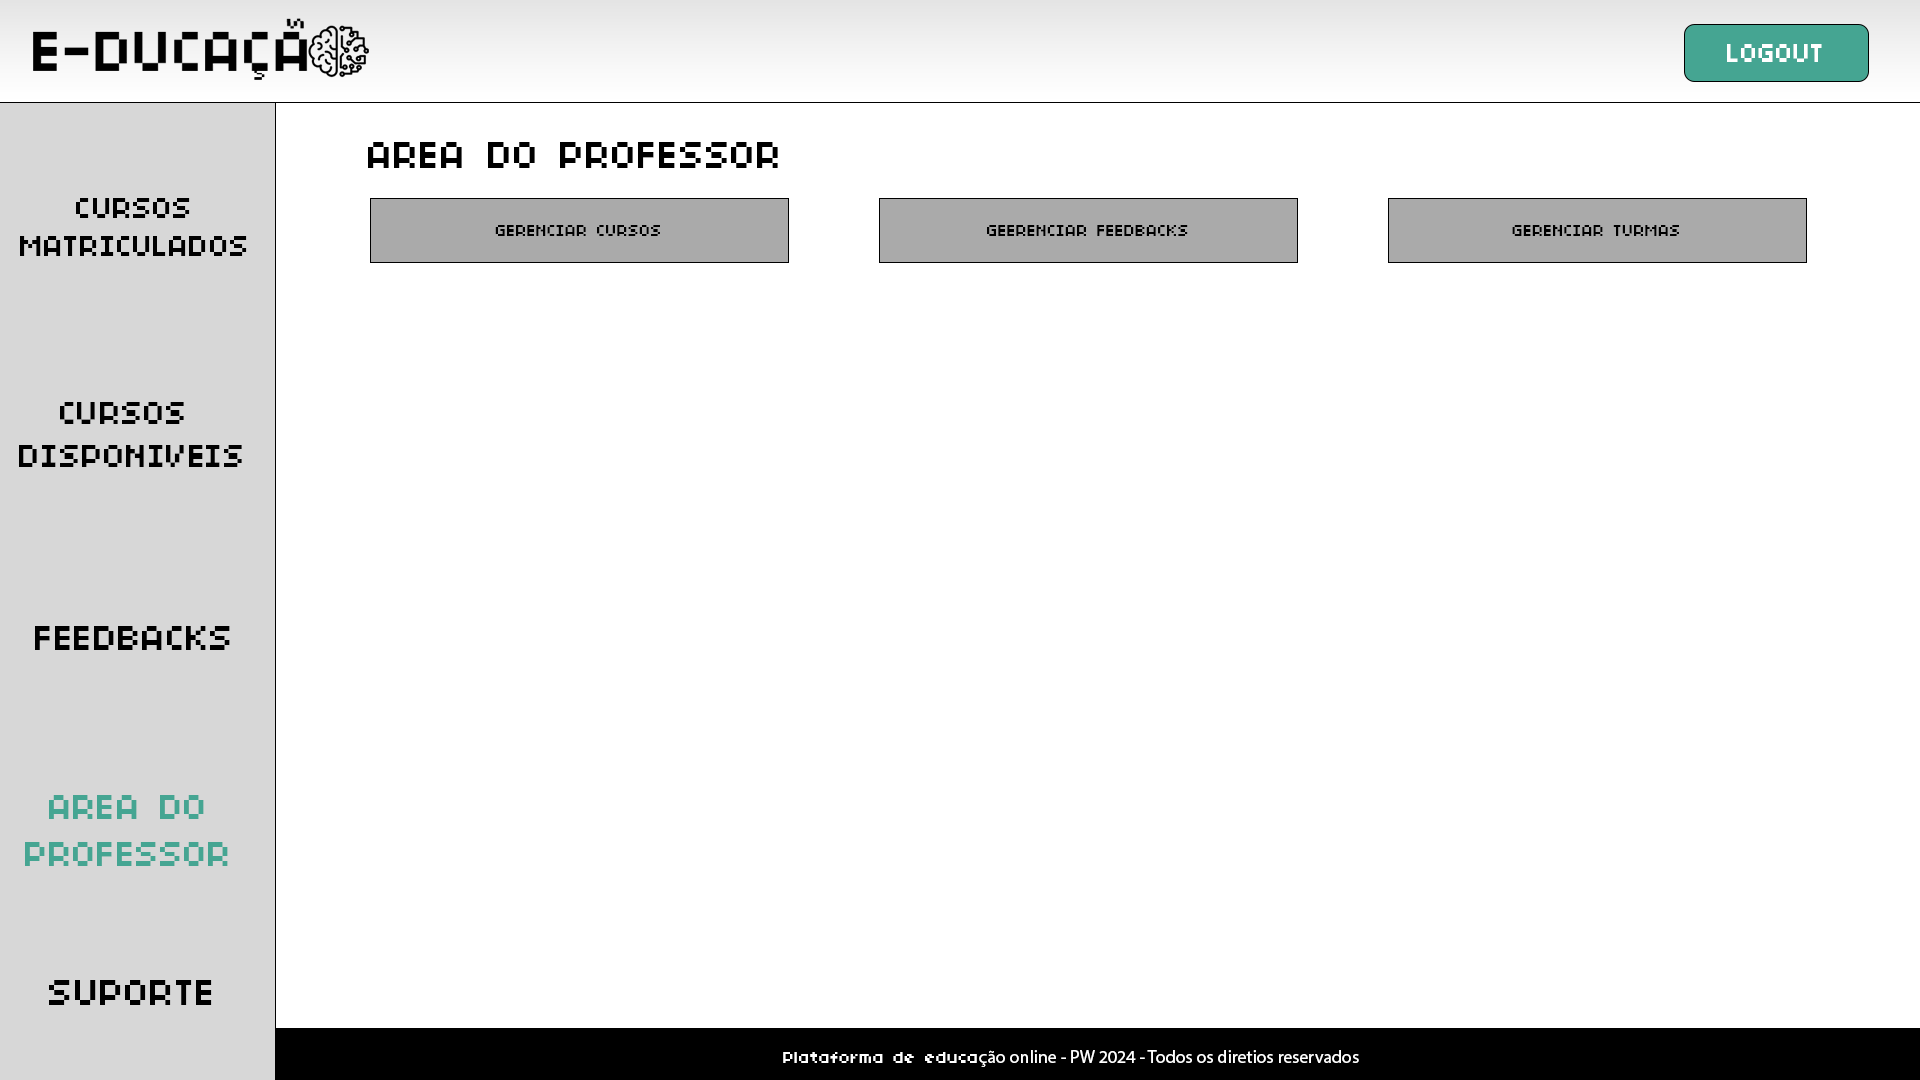 E-DUCAÇÃ
LOGOUT
CURSOS
MATRICULADOS
CURSOS
DISPONIVEIS
FEEDBACKS
AREA DO
PROFESSOR
SUPORTE
AREA DO PROFESSOR
GERENCIAR CURSOS
GEERENCIAR FEEDBACKS
GERENCIAR TURMAS
Plataforma de educação online - PW 2024 - Todos os diretios reservados